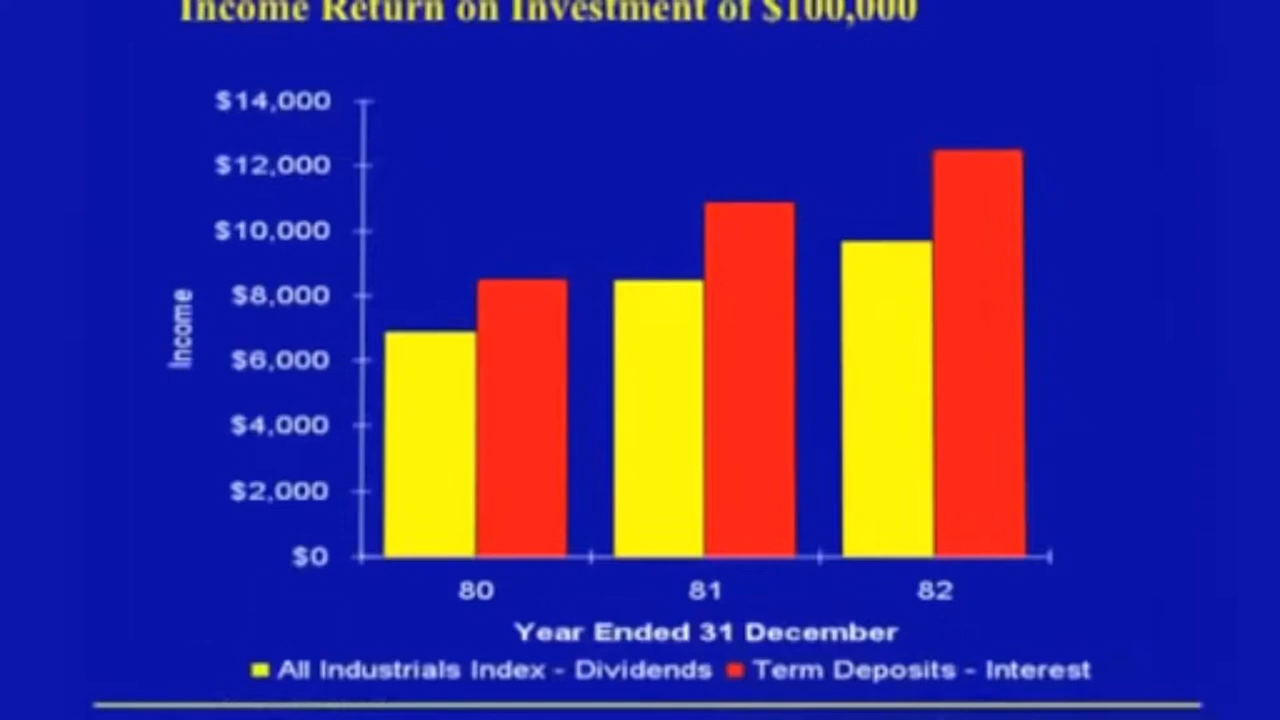 Income Return on Investment of $100,000
$14,000
$12,000
$10,000
$8,000
$6,000
$4,000
$2,000
$0
Income
80 81 82
Year Ended 31 December
All Industrials Index - Dividends Term Deposits - Interest